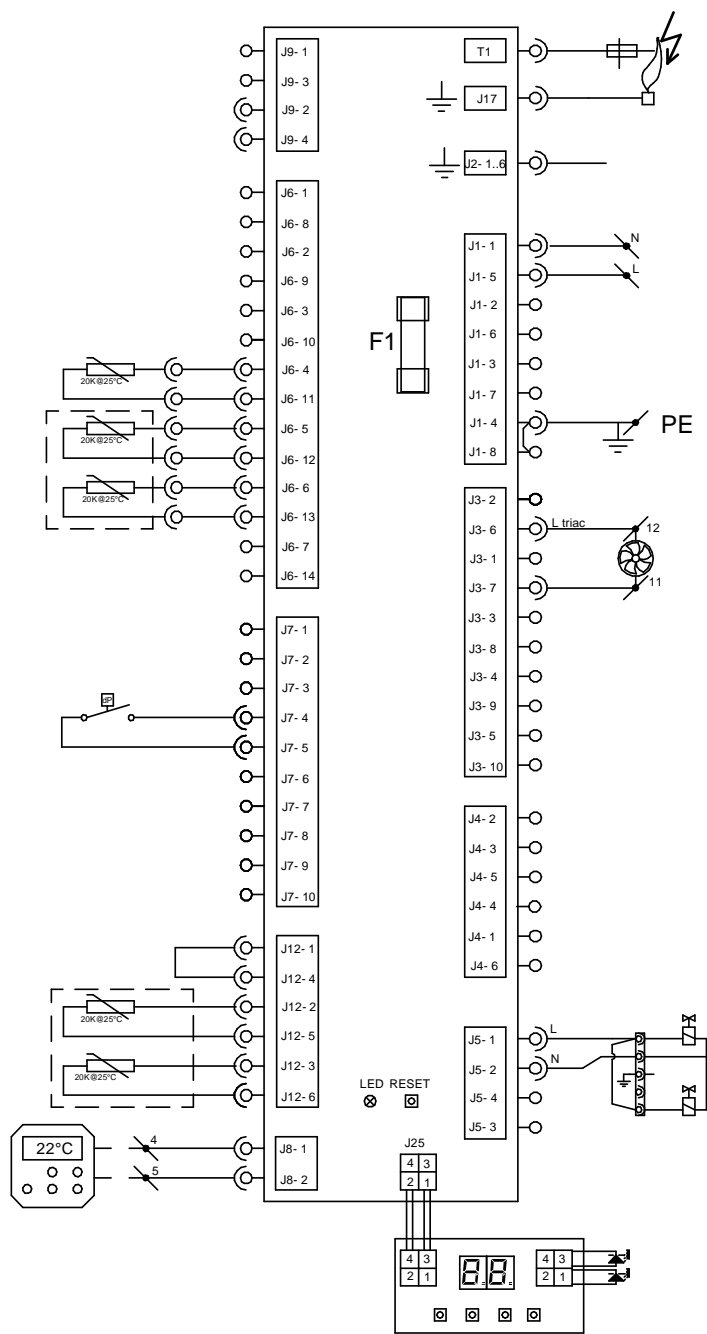 J9- 1
J9- 3
J9- 2
J9- 4
J6- 1
J6- 8
J6- 2
J6- 9
J6- 3
J6- 10
J6- 4
J6- 11
J6- 5
J6- 12
J6- 6
J6- 13
J6- 7
J6- 14
20K@25°C
20K@25°C
20K@25°C
J7- 1
J7- 2
J7- 3
J7- 4
J7- 5
J7- 6
J7- 7
J7- 8
J7- 9
J7- 10
dP
J12- 1
J12- 4
J12- 2
J12- 5
J12- 3
J12- 6
20K@25°C
20K@25°C
J8- 1
J8- 2
22°C
4
5
F1
T1
J17
J2- 1..6
J1- 1
J1- 5
J1- 2
J1- 6
J1- 3
J1- 7
J1- 4
J1- 8
N
L
PE
J3- 2
J3- 6
J3- 1
J3- 7
J3- 3
J3- 8
J3- 4
J3- 9
J3- 5
J3- 10
L triac
12
11
J4- 2
J4- 3
J4- 5
J4- 4
J4- 1
J4- 6
J5- 1
J5- 2
J5- 4
J5- 3
L
N
LED RESET
J25
4 3
2 1
4 3
2 1
8.8.
4 3
2 1